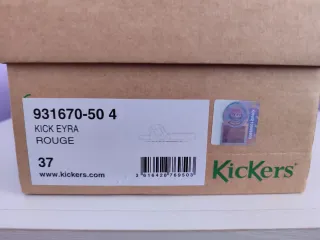 931670-50 4
KICK EYRA
ROUGE
37
www.kickers.com
KicKers